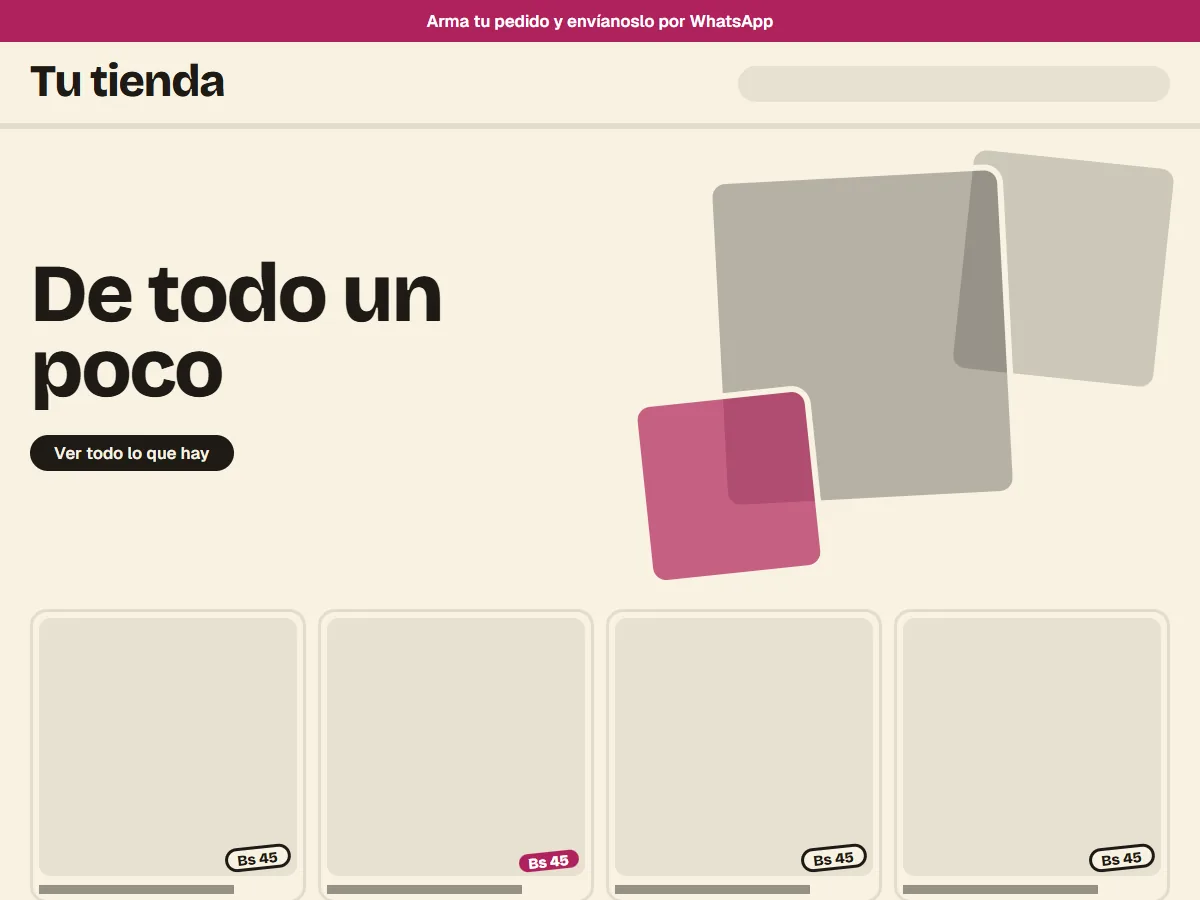 Arma tu pedido y envíanoslo por WhatsApp
Tu tienda
De todo un
poco
Ver todo lo que hay
Bs 45
Bs 45
Bs 45
Bs 45